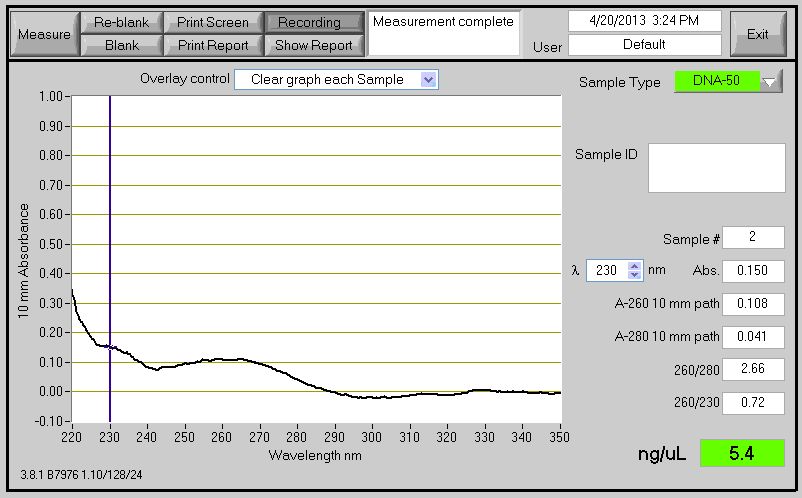 Measure
Re-blank
Print Screen
Recording
Blank
Print Report
Show Report
Measurement complete
4/20/2013 3:24 PM
User
Default
Exit
Overlay control
Clear graph each Sample
Sample Type
DNA-50
Sample ID
Sample #
2
λ
230
nm
Abs.
0.150
A-260 10 mm path
0.108
A-280 10 mm path
0.041
260/280
2.66
260/230
0.72
ng/uL
5.4
10 mm Absorbance
1.00
0.90
0.80
0.70
0.60
0.50
0.40
0.30
0.20
0.10
0.00
-0.10
220 230 240 250 260 270 280 290 300 310 320 330 340 350
Wavelength nm
3.8.1 B7976 1.10/128/24